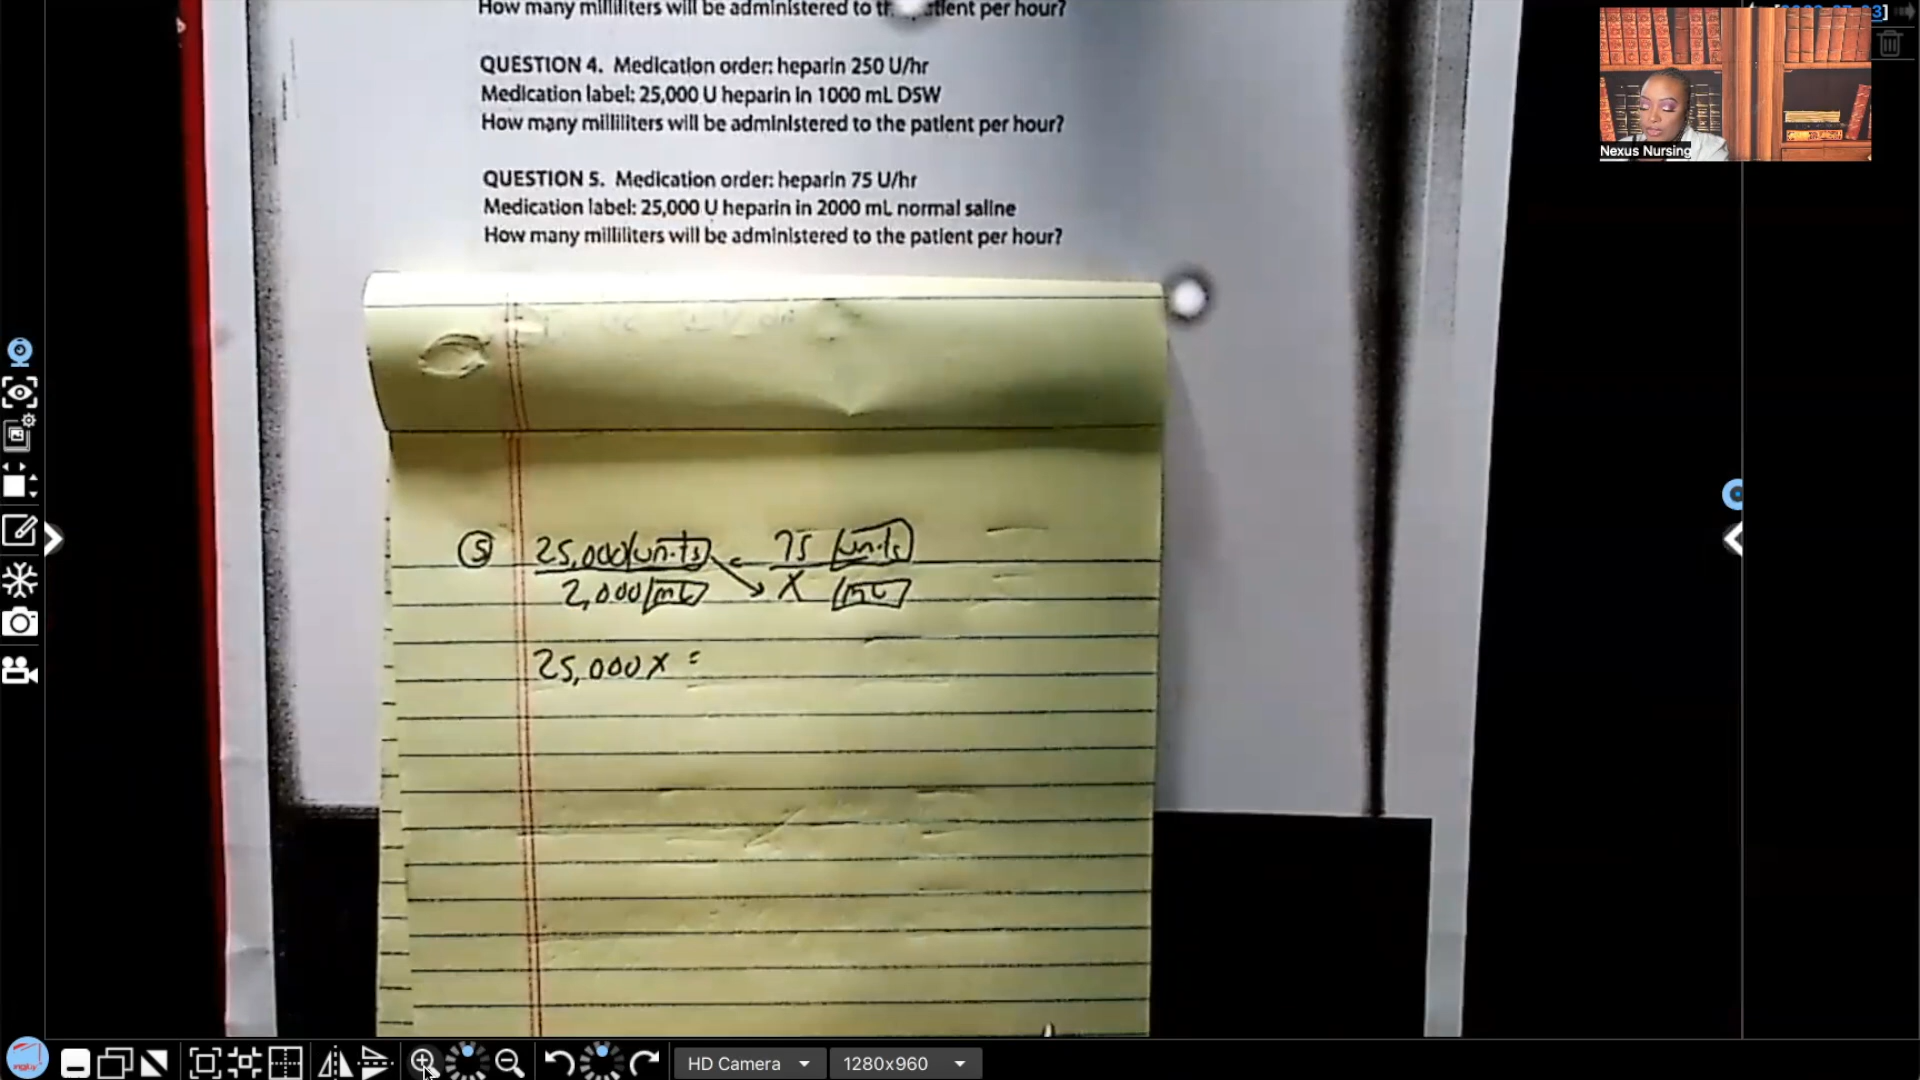 How many milliliters will be administered to the patient per hour?
QUESTION 4. Medication order: heparin 250 U/hr
Medication label: 25,000 U heparin in 1000 mL D5W
How many milliliters will be administered to the patient per hour?
QUESTION 5. Medication order: heparin 75 U/hr
Medication label: 25,000 U heparin in 2000 mL normal saline
How many milliliters will be administered to the patient per hour?
Nexus Nursing
5 25,000 units = 75 units
2,000 mL X mL
25,000 X =
HD Camera
1280x960